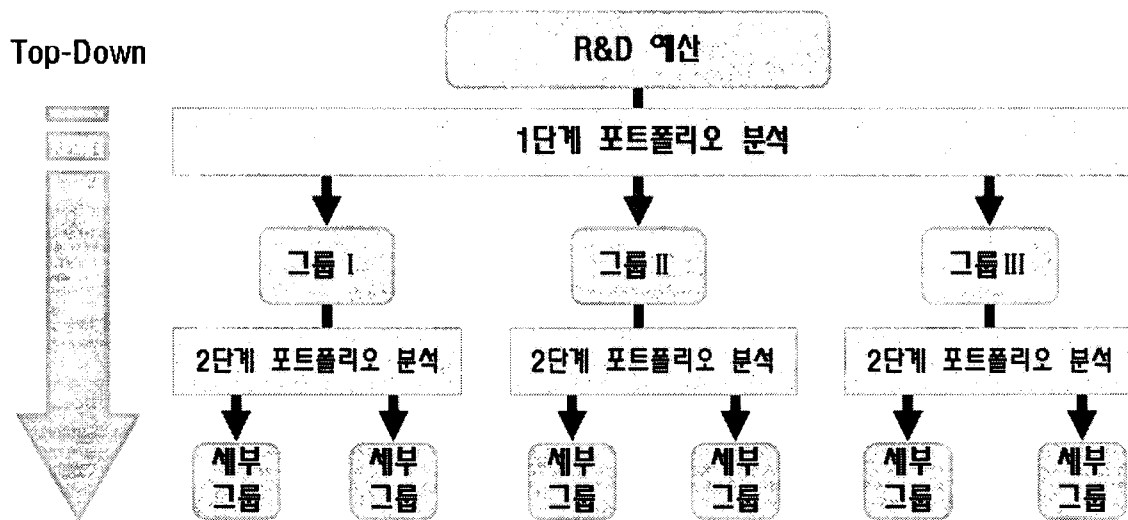 Top-Down
R&D 예산
1단계 포트폴리오 분석
그룹 I
그룹 II
그룹 III
2단계 포트폴리오 분석
2단계 포트폴리오 분석
2단계 포트폴리오 분석
세부
그룹
세부
그룹
세부
그룹
세부
그룹
세부
그룹
세부
그룹